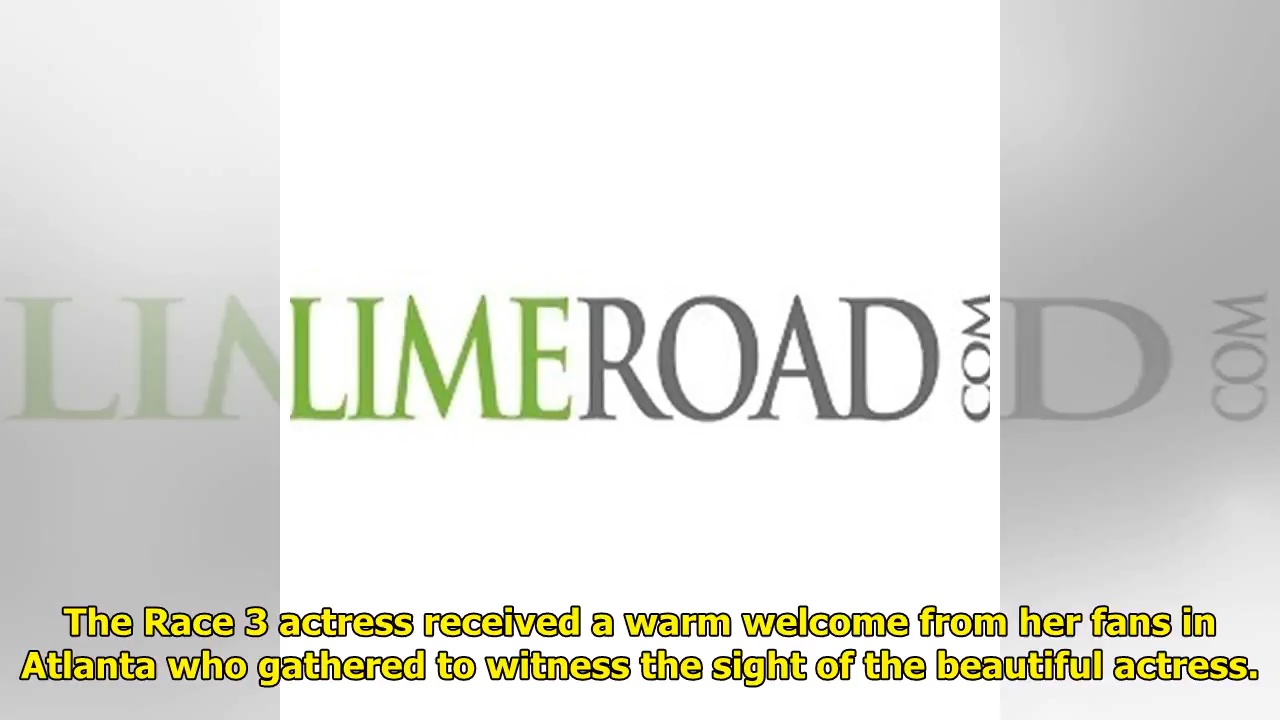 LIMEROAD COM
The Race 3 actress received a warm welcome from her fans in
Atlanta who gathered to witness the sight of the beautiful actress.